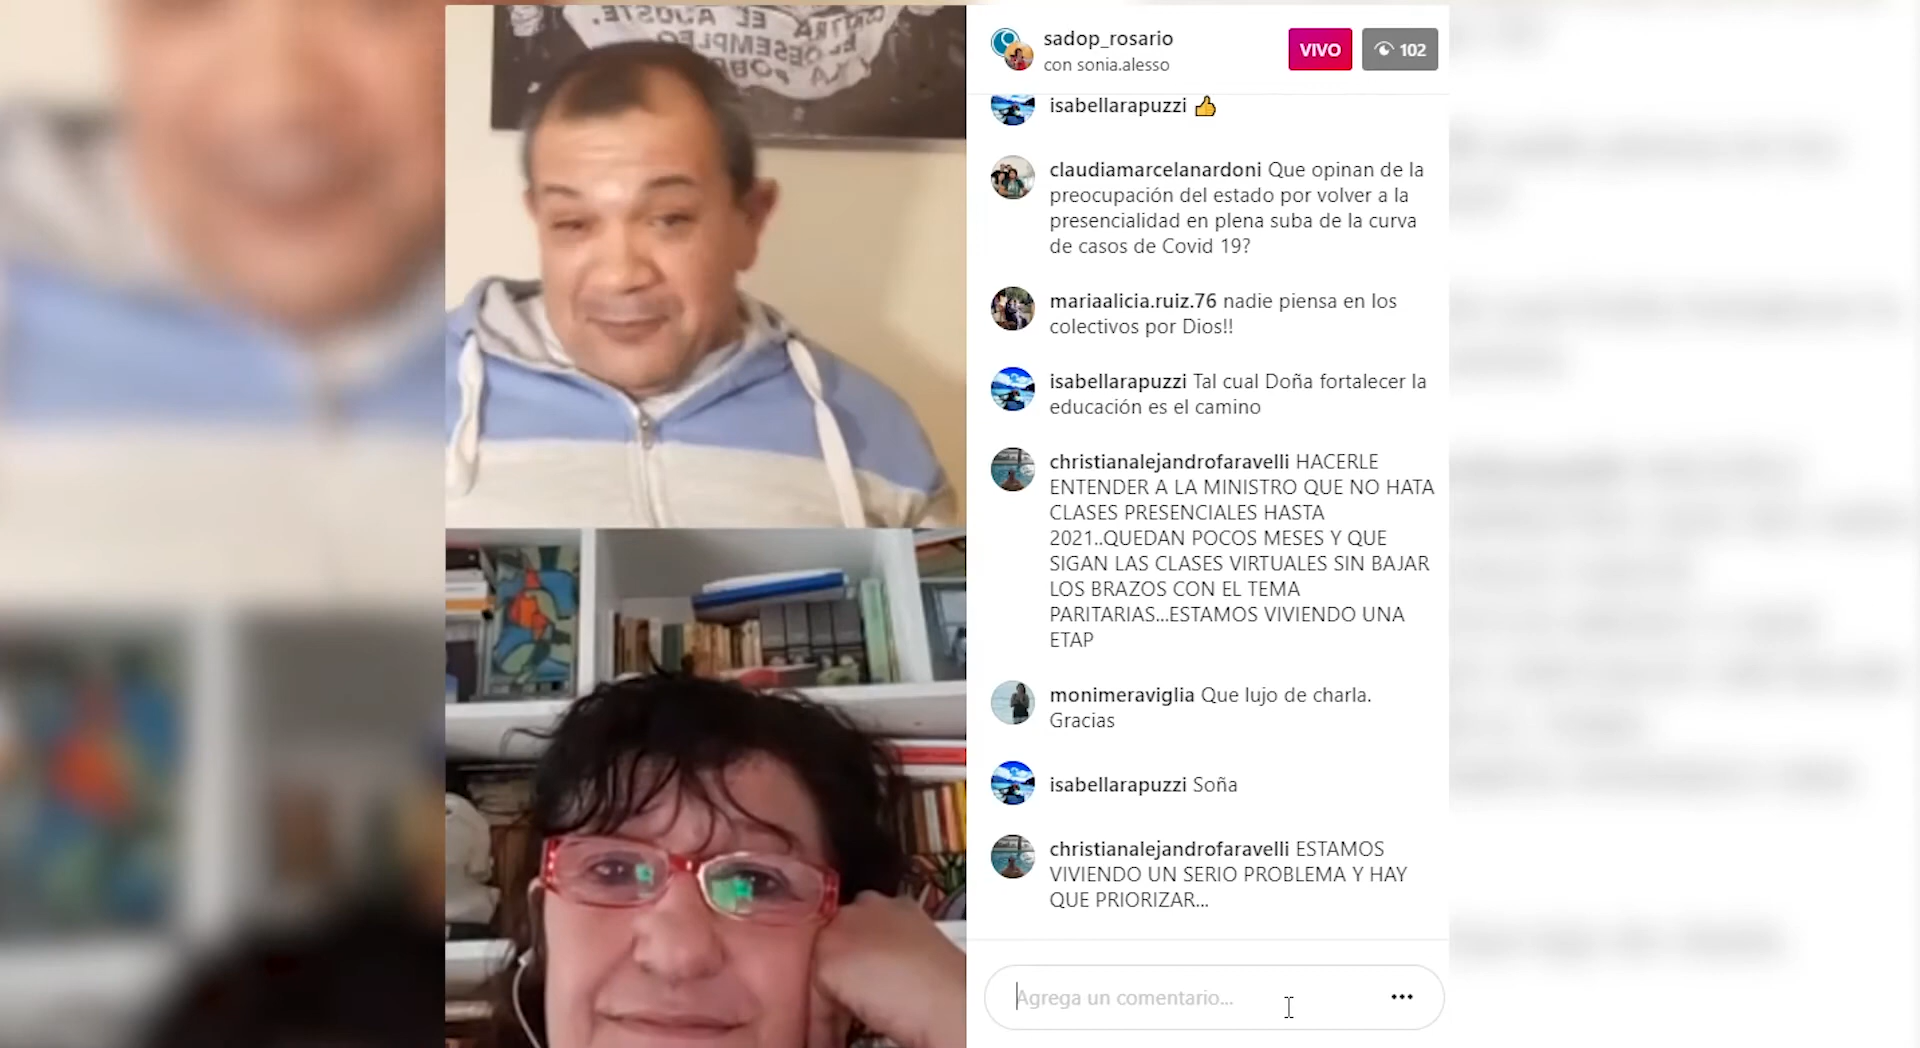 EL AJUSTE,
CONTRA
EL DESEMPLEO
sadop_rosario
con sonia.alesso
VIVO
102
isabellarapuzzi 👍
claudiamarcelanardoni Que opinan de la
preocupación del estado por volver a la
presencialidad en plena suba de la curva
de casos de Covid 19?
mariaalicia.ruiz.76 nadie piensa en los
colectivos por Dios!!
isabellarapuzzi Tal cual Doña fortalecer la
educación es el camino
christianalejandrofaravelli HACERLE
ENTENDER A LA MINISTRO QUE NO HATA
CLASES PRESENCIALES HASTA
2021..QUEDAN POCOS MESES Y QUE
SIGAN LAS CLASES VIRTUALES SIN BAJAR
LOS BRAZOS CON EL TEMA
PARITARIAS...ESTAMOS VIVIENDO UNA
ETAP
monimeraviglia Que lujo de charla.
Gracias
isabellarapuzzi Soña
christianalejandrofaravelli ESTAMOS
VIVIENDO UN SERIO PROBLEMA Y HAY
QUE PRIORIZAR...
Agrega un comentario...